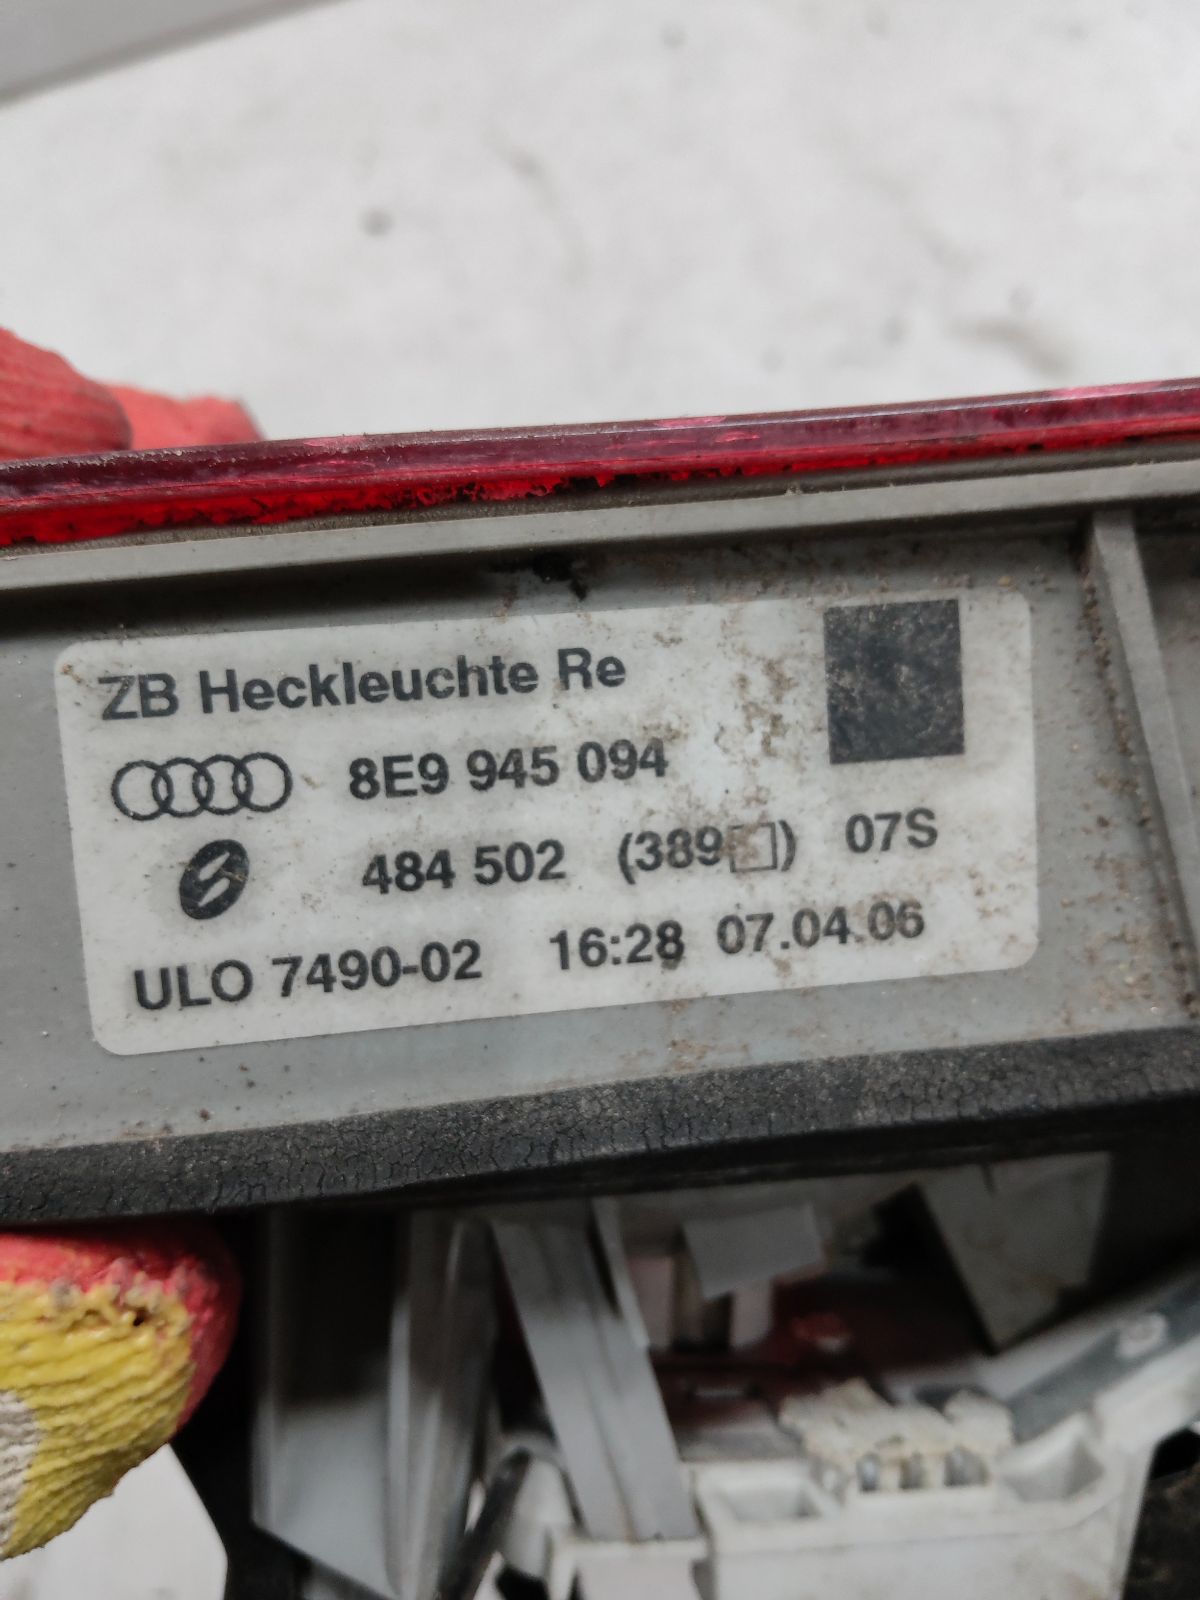 ZB Heckleuchte Re
8E9 945 094
484 502 (389□) 07S
ULO 7490-02 16:28 07.04.06